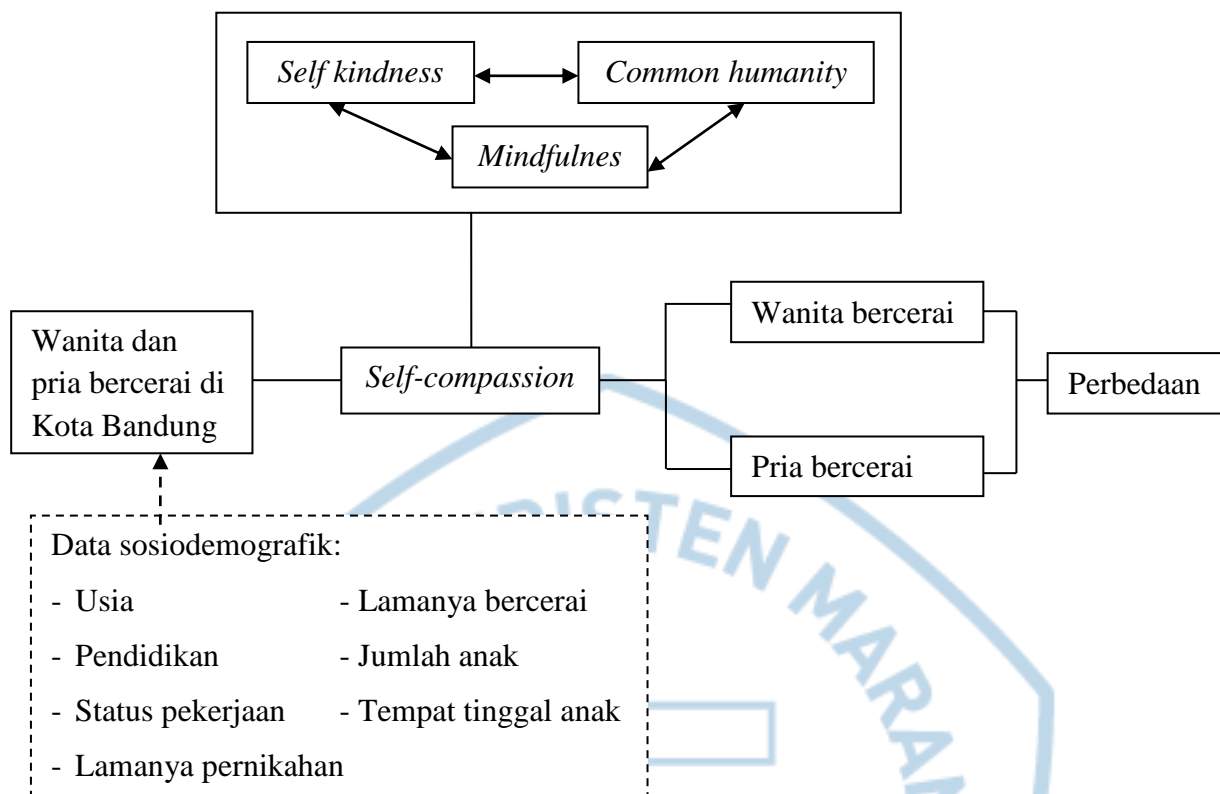 Self kindness
Common humanity
Mindfulnes
Wanita dan
pria bercerai di
Kota Bandung
Self-compassion
Wanita bercerai
Pria bercerai
Perbedaan
Data sosiodemografik:
- Usia
- Lamanya bercerai
- Pendidikan
- Jumlah anak
- Status pekerjaan
- Tempat tinggal anak
- Lamanya pernikahan